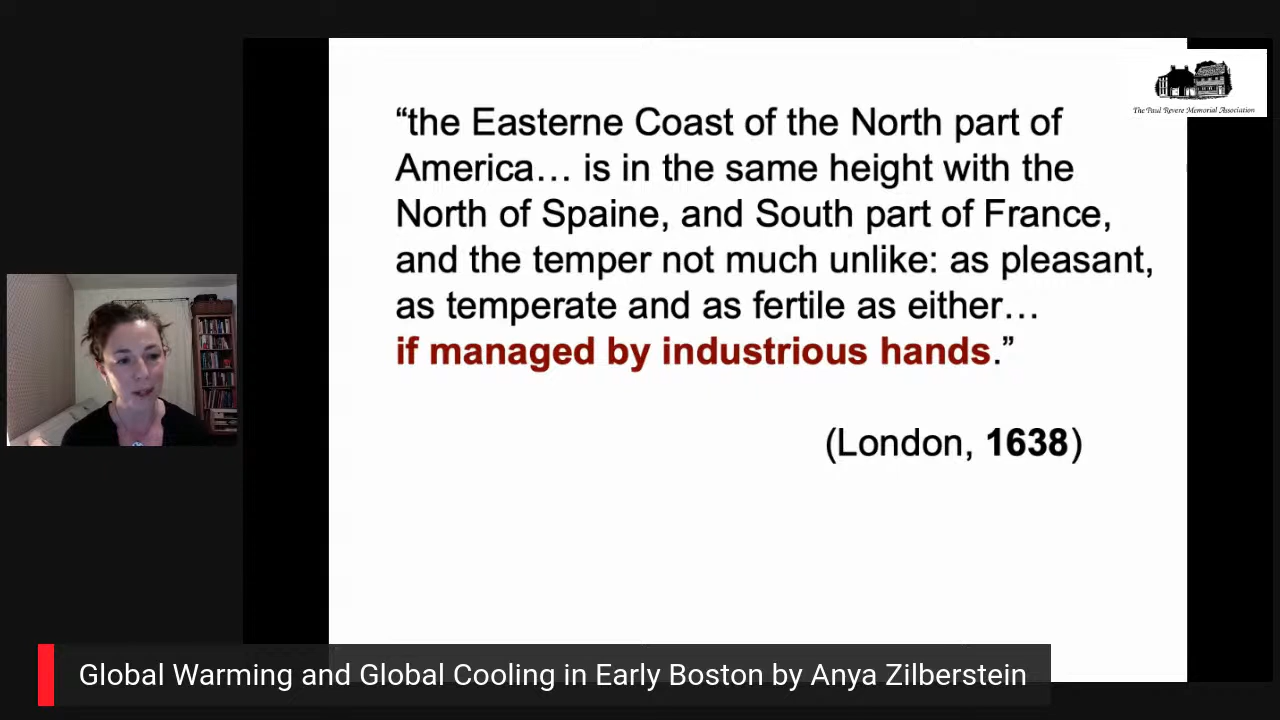 “the Easterne Coast of the North part of
America… is in the same height with the
North of Spaine, and South part of France,
and the temper not much unlike: as pleasant,
as temperate and as fertile as either…
if managed by industrious hands.”
(London, 1638)
The Paul Revere Memorial Association
Global Warming and Global Cooling in Early Boston by Anya Zilberstein